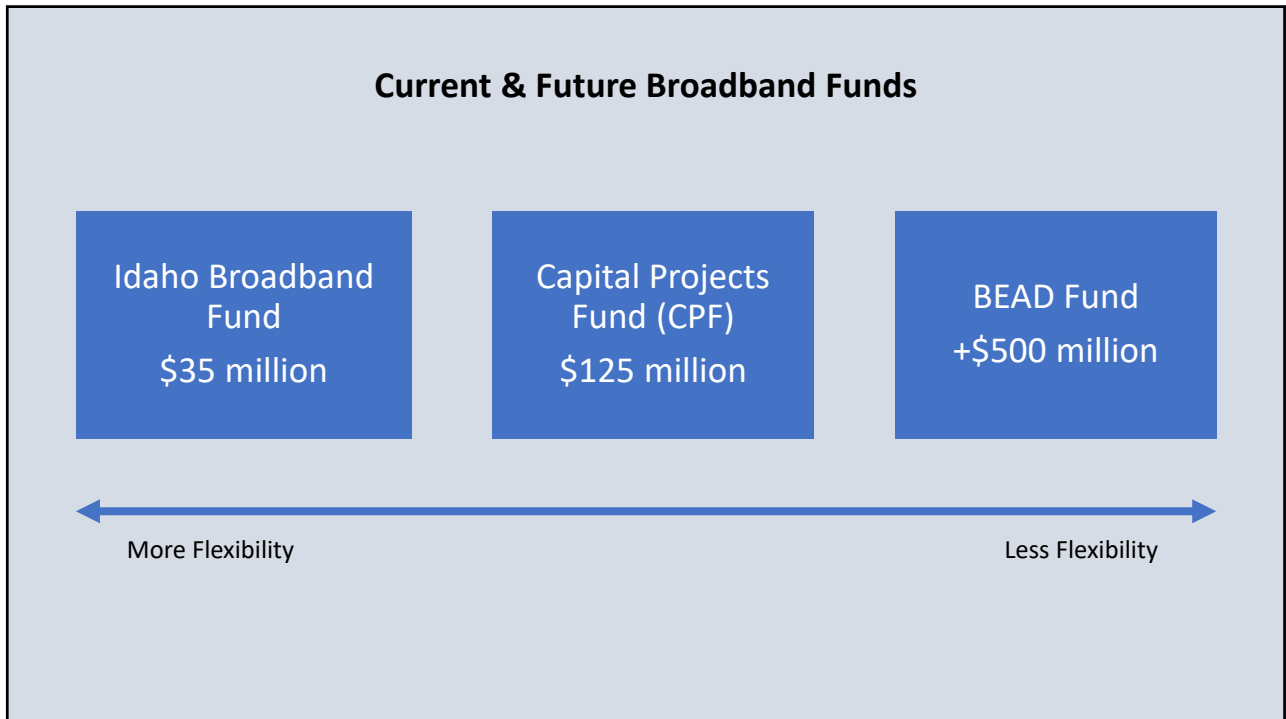 Current & Future Broadband Funds
Idaho Broadband
Fund
$35 million
Capital Projects
Fund (CPF)
$125 million
BEAD Fund
+$500 million
More Flexibility
Less Flexibility